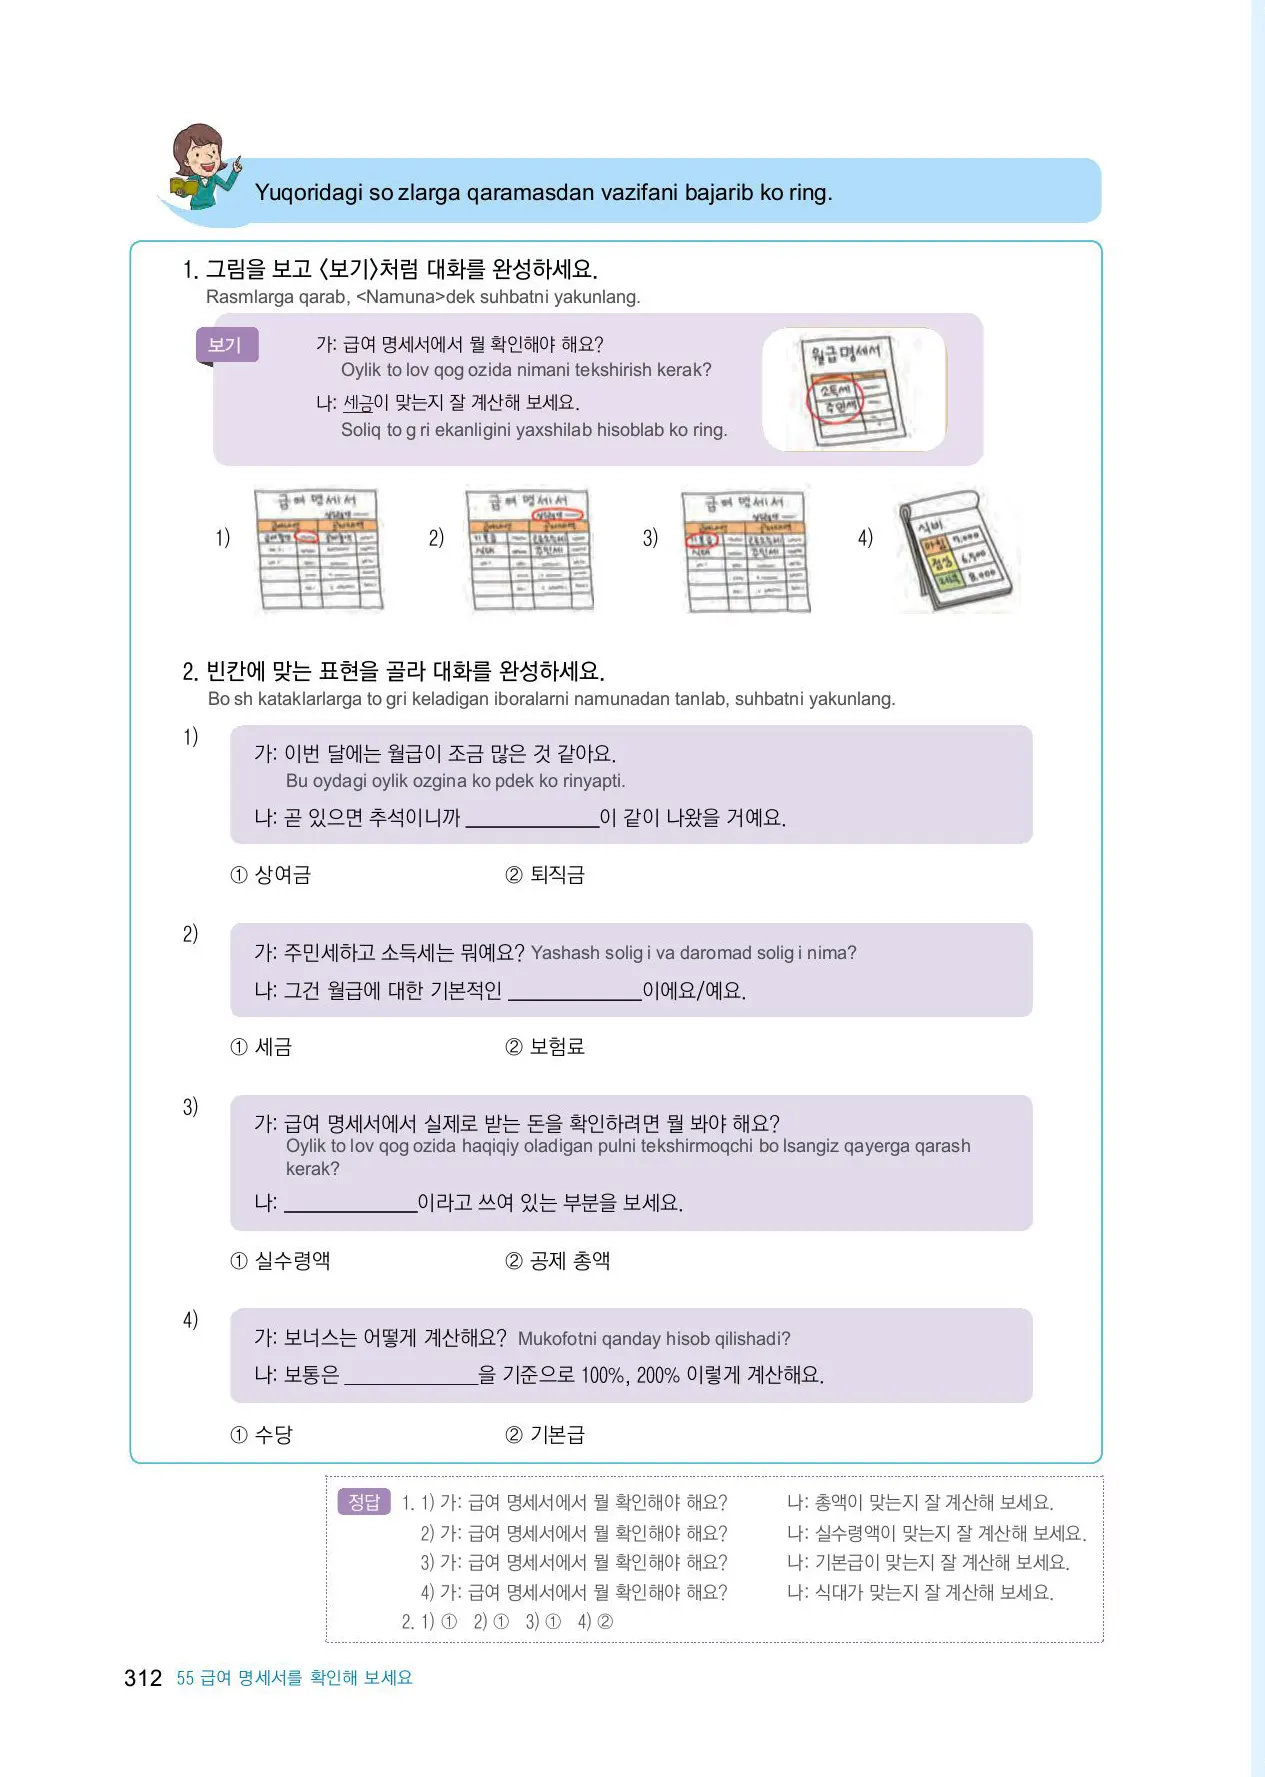 Yuqoridagi so zlarga qaramasdan vazifani bajarib ko ring.
1. 그림을 보고 <보기>처럼 대화를 완성하세요.
Rasmlarga qarab, <Namuna>dek suhbatni yakunlang.
보기
가: 급여 명세서에서 뭘 확인해야 해요?
Oylik to lov qog ozida nimani tekshirish kerak?
나: 세금이 맞는지 잘 계산해 보세요.
Soliq to g ri ekanligini yaxshilab hisoblab ko ring.
월급명세서
소득세
주민세
1)
급여 명세서
2)
급여 명세서
기본급
식대
주민세
3)
급여 명세서
기본급
식대
주민세
4)
식비
아침 7,000
점심 6,500
저녁 8,000
2. 빈칸에 맞는 표현을 골라 대화를 완성하세요.
Bo sh kataklarlarga to gri keladigan iboralarni namunadan tanlab, suhbatni yakunlang.
1)
가: 이번 달에는 월급이 조금 많은 것 같아요.
Bu oydagi oylik ozgina ko pdek ko rinyapti.
나: 곧 있으면 추석이니까 ____________이 같이 나왔을 거예요.
① 상여금 ② 퇴직금
2)
가: 주민세하고 소득세는 뭐예요? Yashash solig i va daromad solig i nima?
나: 그건 월급에 대한 기본적인 ____________이에요/예요.
① 세금 ② 보험료
3)
가: 급여 명세서에서 실제로 받는 돈을 확인하려면 뭘 봐야 해요?
Oylik to lov qog ozida haqiqiy oladigan pulni tekshirmoqchi bo lsangiz qayerga qarash
kerak?
나: ____________이라고 쓰여 있는 부분을 보세요.
① 실수령액 ② 공제 총액
4)
가: 보너스는 어떻게 계산해요? Mukofotni qanday hisob qilishadi?
나: 보통은 ____________을 기준으로 100%, 200% 이렇게 계산해요.
① 수당 ② 기본급
정답 1. 1) 가: 급여 명세서에서 뭘 확인해야 해요? 나: 총액이 맞는지 잘 계산해 보세요.
2) 가: 급여 명세서에서 뭘 확인해야 해요? 나: 실수령액이 맞는지 잘 계산해 보세요.
3) 가: 급여 명세서에서 뭘 확인해야 해요? 나: 기본급이 맞는지 잘 계산해 보세요.
4) 가: 급여 명세서에서 뭘 확인해야 해요? 나: 식대가 맞는지 잘 계산해 보세요.
2. 1) ① 2) ① 3) ① 4) ②
312 55 급여 명세서를 확인해 보세요